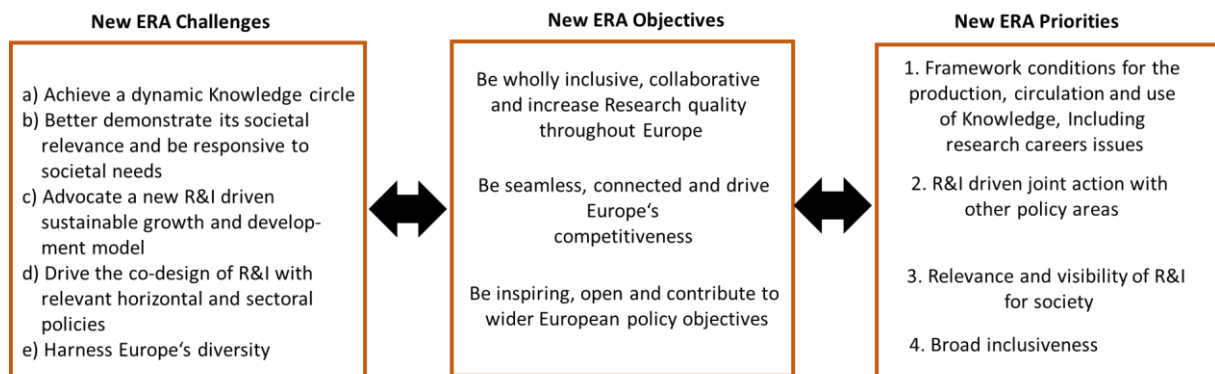 New ERA Challenges
a) Achieve a dynamic Knowledge circle
b) Better demonstrate its societal
relevance and be responsive to
societal needs
c) Advocate a new R&I driven
sustainable growth and develop-
ment model
d) Drive the co-design of R&I with
relevant horizontal and sectoral
policies
e) Harness Europe‘s diversity
New ERA Objectives
Be wholly inclusive, collaborative
and increase Research quality
throughout Europe
Be seamless, connected and drive
Europe‘s
competitiveness
Be inspiring, open and contribute to
wider European policy objectives
New ERA Priorities
1. Framework conditions for the
production, circulation and use
of Knowledge, Including
research careers issues
2. R&I driven joint action with
other policy areas
3. Relevance and visibility of R&I
for society
4. Broad inclusiveness